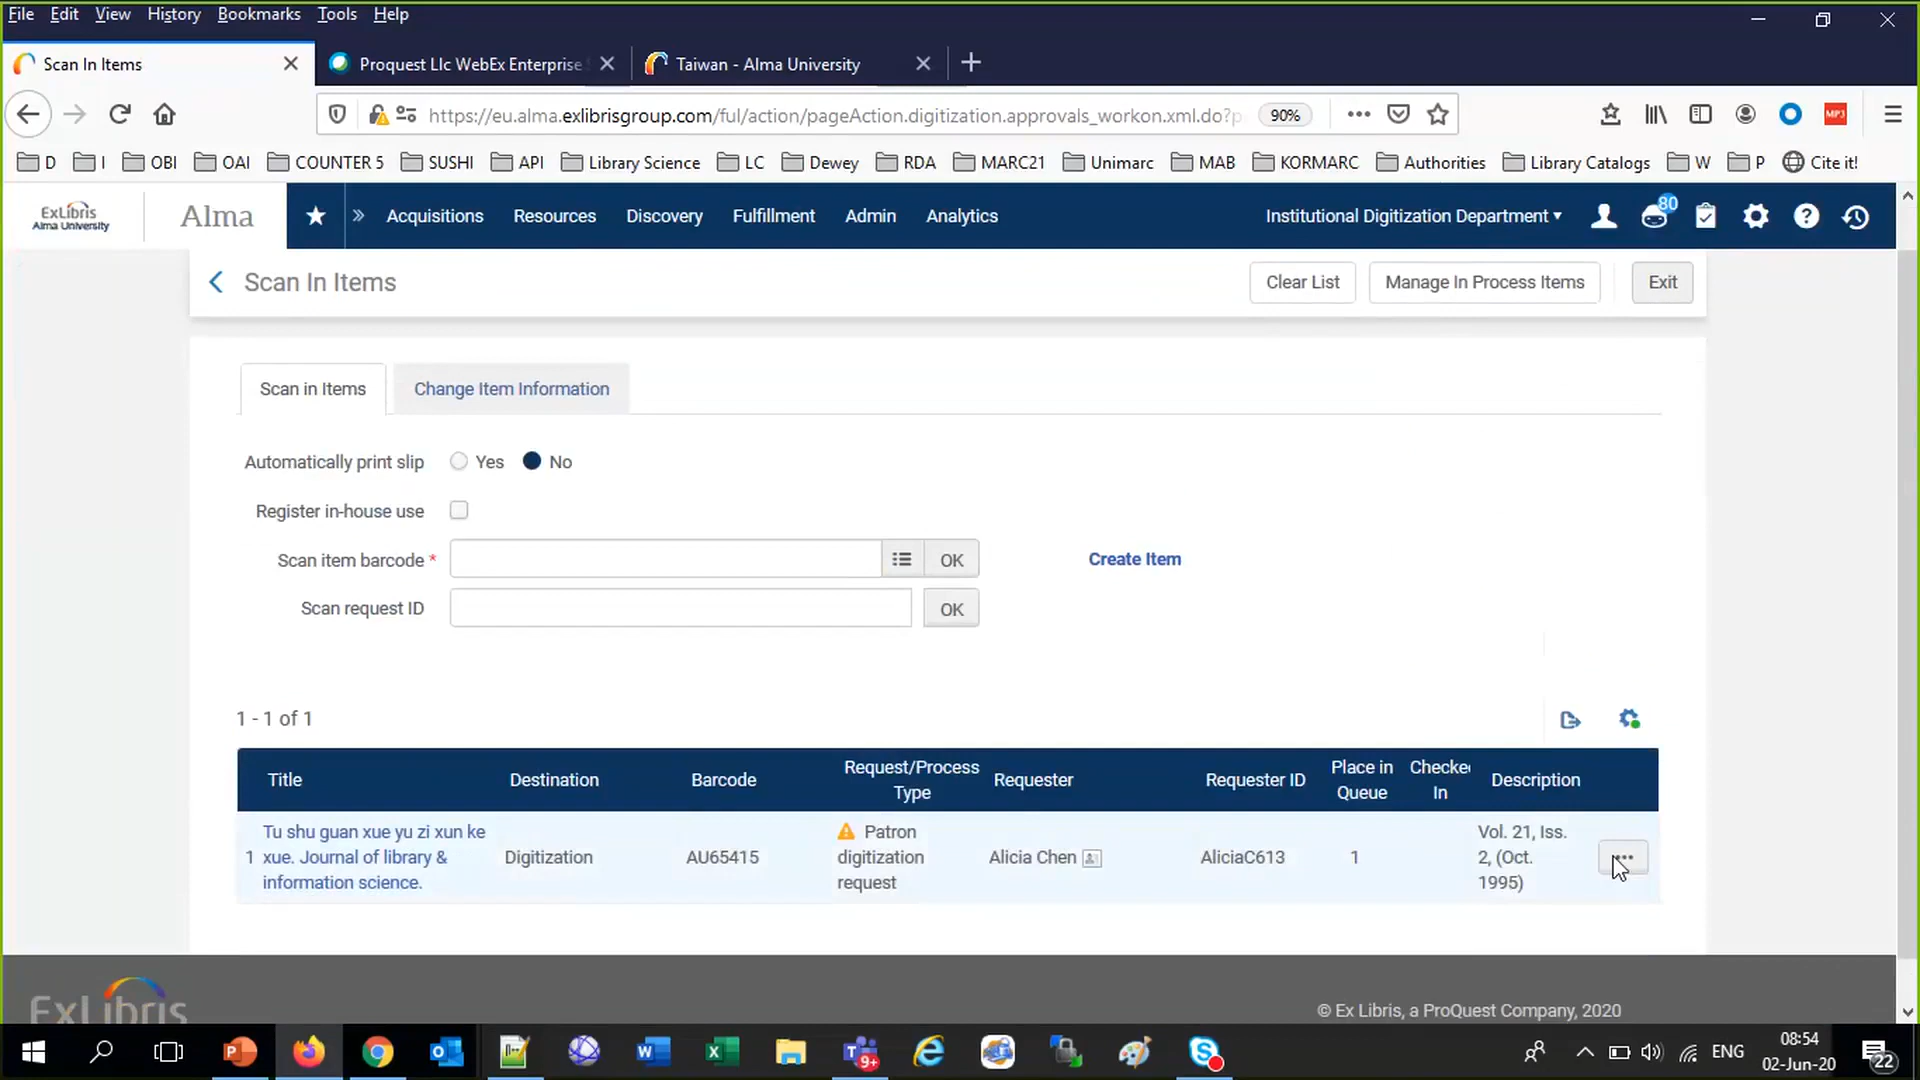 File Edit View History Bookmarks Tools Help
Scan In Items
Proquest Llc WebEx Enterprise
Taiwan - Alma University
https://eu.alma.exlibrisgroup.com/ful/action/pageAction.digitization.approvals_workon.xml.do?p
90%
MP3
D I OBI OAI COUNTER 5 SUSHI API Library Science LC Dewey RDA MARC21 Unimarc MAB KORMARC Authorities Library Catalogs W P Cite it!
ExLibris
Alma University
Alma
Acquisitions Resources Discovery Fulfillment Admin Analytics
Institutional Digitization Department
80
Scan In Items
Clear List
Manage In Process Items
Exit
Scan in Items
Change Item Information
Automatically print slip Yes No
Register in-house use
Scan item barcode * OK
Create Item
Scan request ID OK
1 - 1 of 1
Title
Destination
Barcode
Request/Process
Type
Requester
Requester ID
Place in
Queue
Checke
In
Description
1
Tu shu guan xue yu zi xun ke
xue. Journal of library &
information science.
Digitization
AU65415
Patron
digitization
request
Alicia Chen
AliciaC613
1
Vol. 21, Iss.
2, (Oct.
1995)
ExLibris
© Ex Libris, a ProQuest Company, 2020
9+
ENG
08:54
02-Jun-20
22